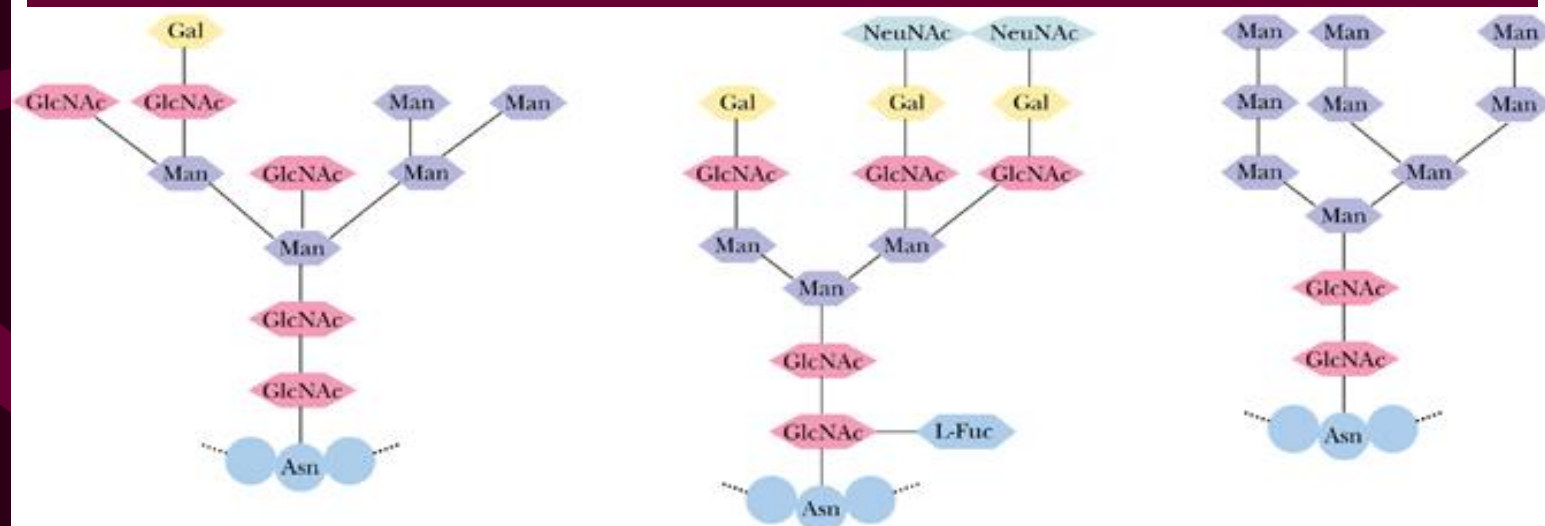 Gal
GlcNAc GlcNAc Man Man
Man GlcNAc Man
Man
GlcNAc
GlcNAc
Asn
NeuNAc NeuNAc
Gal Gal Gal
GlcNAc GlcNAc GlcNAc
Man Man
Man
GlcNAc
GlcNAc L-Fuc
Asn
Man Man Man
Man Man Man
Man Man
Man
GlcNAc
GlcNAc
Asn